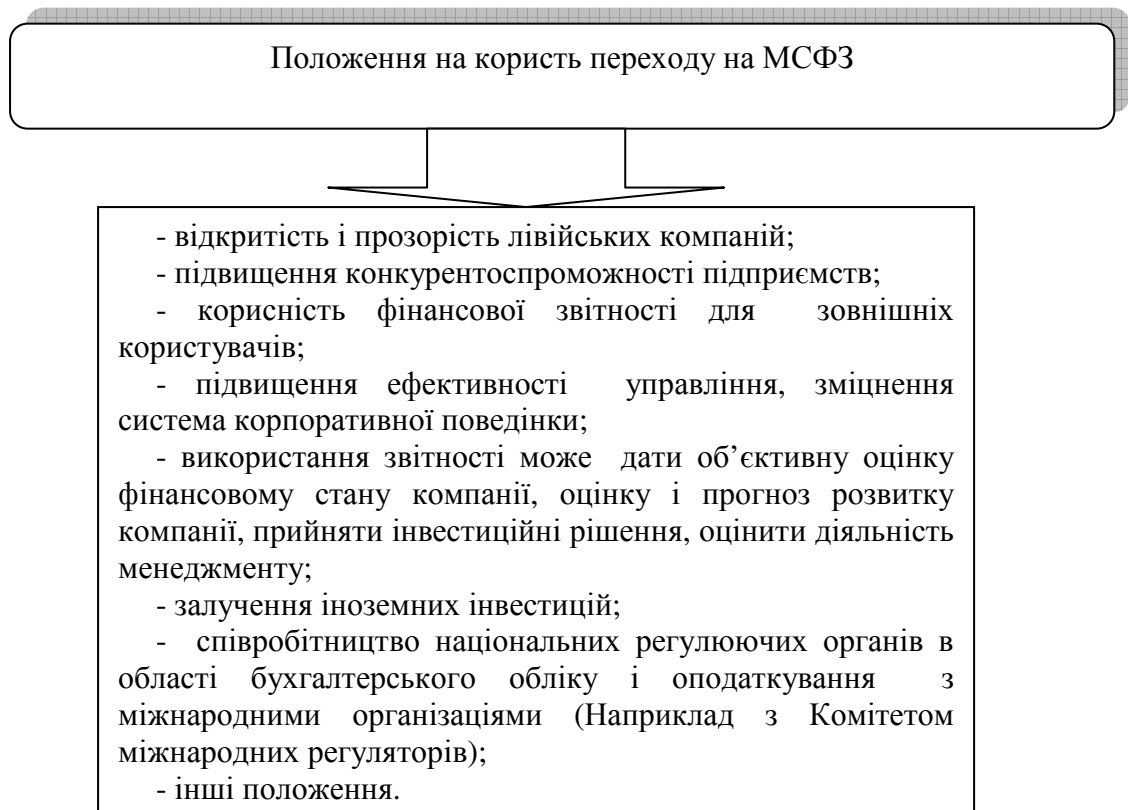 Положення на користь переходу на МСФЗ
- відкритість і прозорість лівійських компаній;
- підвищення конкурентоспроможності підприємств;
- корисність фінансової звітності для зовнішніх
користувачів;
- підвищення ефективності управління, зміцнення
система корпоративної поведінки;
- використання звітності може дати об’єктивну оцінку
фінансовому стану компанії, оцінку і прогноз розвитку
компанії, прийняти інвестиційні рішення, оцінити діяльність
менеджменту;
- залучення іноземних інвестицій;
- співробітництво національних регулюючих органів в
області бухгалтерського обліку і оподаткування з
міжнародними організаціями (Наприклад з Комітетом
міжнародних регуляторів);
- інші положення.